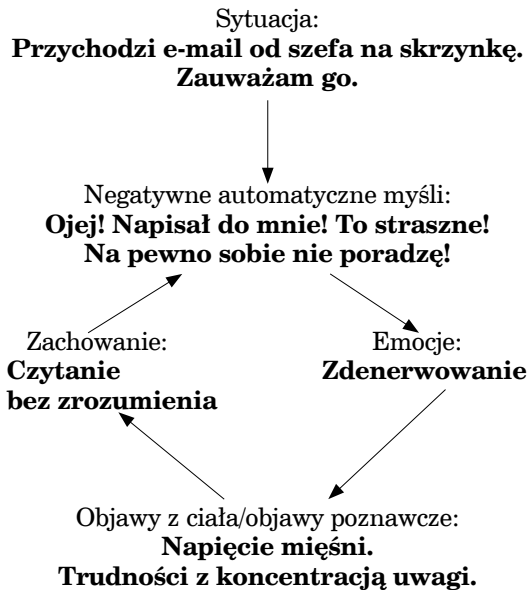 Sytuacja:
Przychodzi e-mail od szefa na skrzynkę.
Zauważam go.
Negatywne automatyczne myśli:
Ojej! Napisał do mnie! To straszne!
Na pewno sobie nie poradzę!
Zachowanie:
Czytanie
bez zrozumienia
Emocje:
Zdenerwowanie
Objawy z ciała/objawy poznawcze:
Napięcie mięśni.
Trudności z koncentracją uwagi.